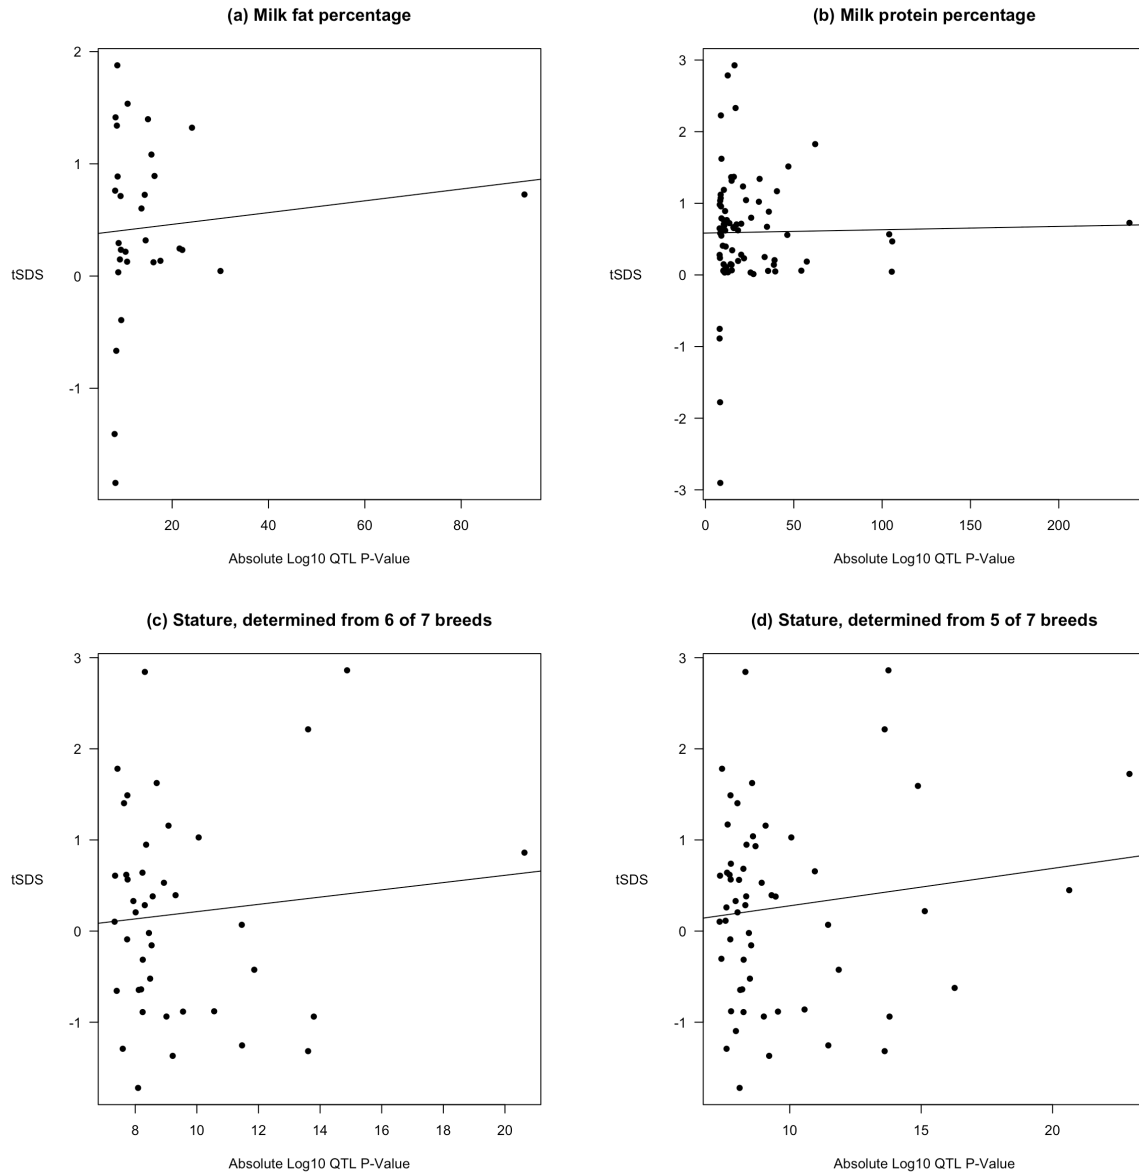 (a) Milk fat percentage
2
1
0
-1
tSDS
20 40 60 80
Absolute Log10 QTL P-Value
(b) Milk protein percentage
3
2
1
0
-1
-2
-3
tSDS
0 50 100 150 200
Absolute Log10 QTL P-Value
(c) Stature, determined from 6 of 7 breeds
3
2
1
0
-1
tSDS
8 10 12 14 16 18 20
Absolute Log10 QTL P-Value
(d) Stature, determined from 5 of 7 breeds
3
2
1
0
-1
tSDS
10 15 20
Absolute Log10 QTL P-Value